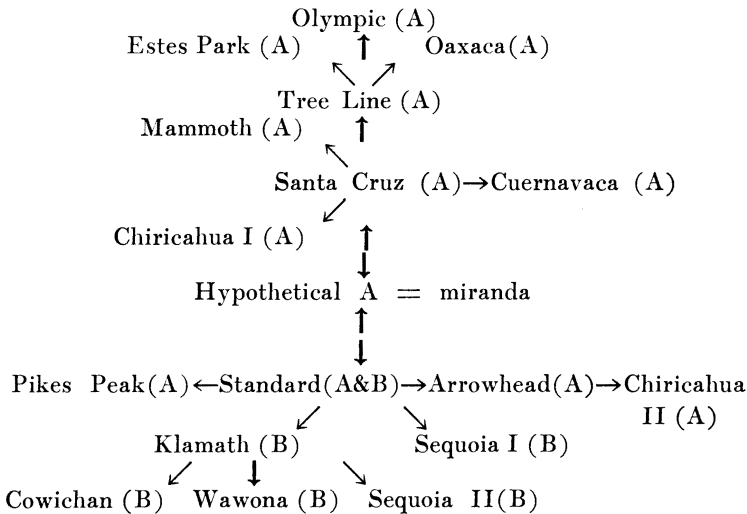 Olympic (A)
Estes Park (A) Oaxaca(A)
Tree Line (A)
Mammoth (A)
Santa Cruz (A)→Cuernavaca (A)
Chiricahua I (A)
Hypothetical A = miranda
Pikes Peak(A)←Standard(A&B)→Arrowhead(A)→Chiricahua
II (A)
Klamath (B) Sequoia I (B)
Cowichan (B) Wawona (B) Sequoia II(B)